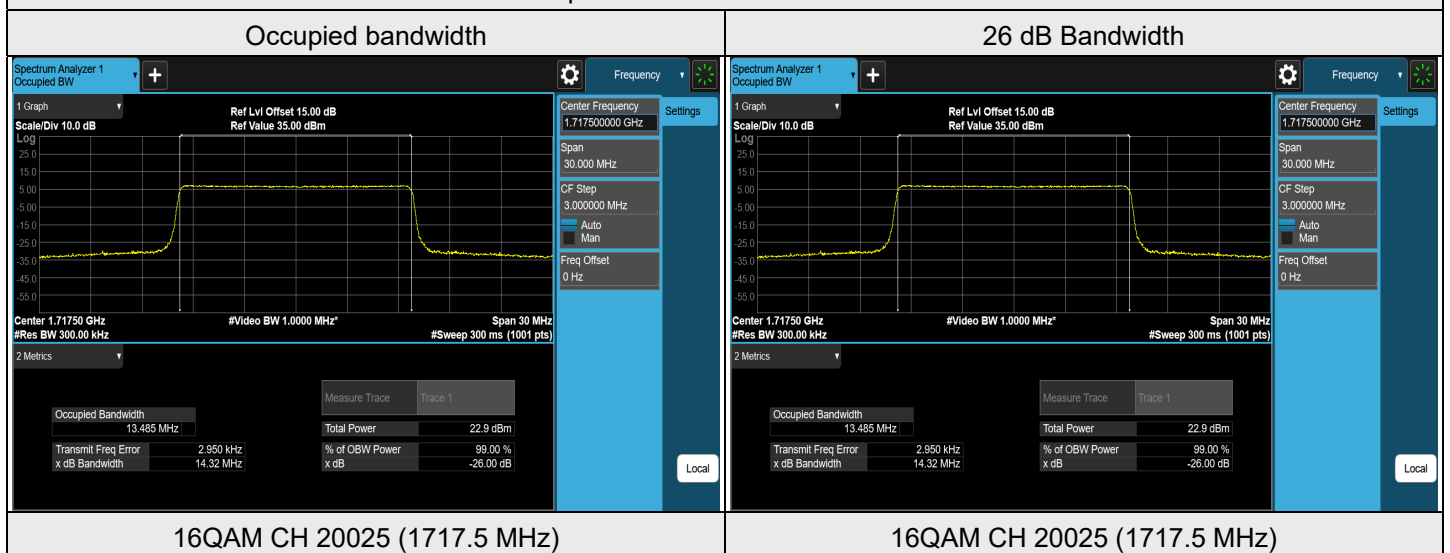 Occupied bandwidth
26 dB Bandwidth
Spectrum Analyzer 1
Occupied BW
+
Frequency
1 Graph
Scale/Div 10.0 dB
Ref Lvl Offset 15.00 dB
Ref Value 35.00 dBm
Log
25.0
15.0
5.00
-5.00
-15.0
-25.0
-35.0
-45.0
-55.0
Center 1.71750 GHz
#Res BW 300.00 kHz
#Video BW 1.0000 MHz*
Span 30 MHz
#Sweep 300 ms (1001 pts)
Center Frequency
1.717500000 GHz
Settings
Span
30.000 MHz
CF Step
3.000000 MHz
Auto
Man
Freq Offset
0 Hz
2 Metrics
Measure Trace Trace 1
Occupied Bandwidth
13.485 MHz
Total Power 22.9 dBm
Transmit Freq Error 2.950 kHz
% of OBW Power 99.00 %
x dB Bandwidth 14.32 MHz
x dB -26.00 dB
Local
Spectrum Analyzer 1
Occupied BW
+
Frequency
1 Graph
Scale/Div 10.0 dB
Ref Lvl Offset 15.00 dB
Ref Value 35.00 dBm
Log
25.0
15.0
5.00
-5.00
-15.0
-25.0
-35.0
-45.0
-55.0
Center 1.71750 GHz
#Res BW 300.00 kHz
#Video BW 1.0000 MHz*
Span 30 MHz
#Sweep 300 ms (1001 pts)
Center Frequency
1.717500000 GHz
Settings
Span
30.000 MHz
CF Step
3.000000 MHz
Auto
Man
Freq Offset
0 Hz
2 Metrics
Measure Trace Trace 1
Occupied Bandwidth
13.485 MHz
Total Power 22.9 dBm
Transmit Freq Error 2.950 kHz
% of OBW Power 99.00 %
x dB Bandwidth 14.32 MHz
x dB -26.00 dB
Local
16QAM CH 20025 (1717.5 MHz)
16QAM CH 20025 (1717.5 MHz)